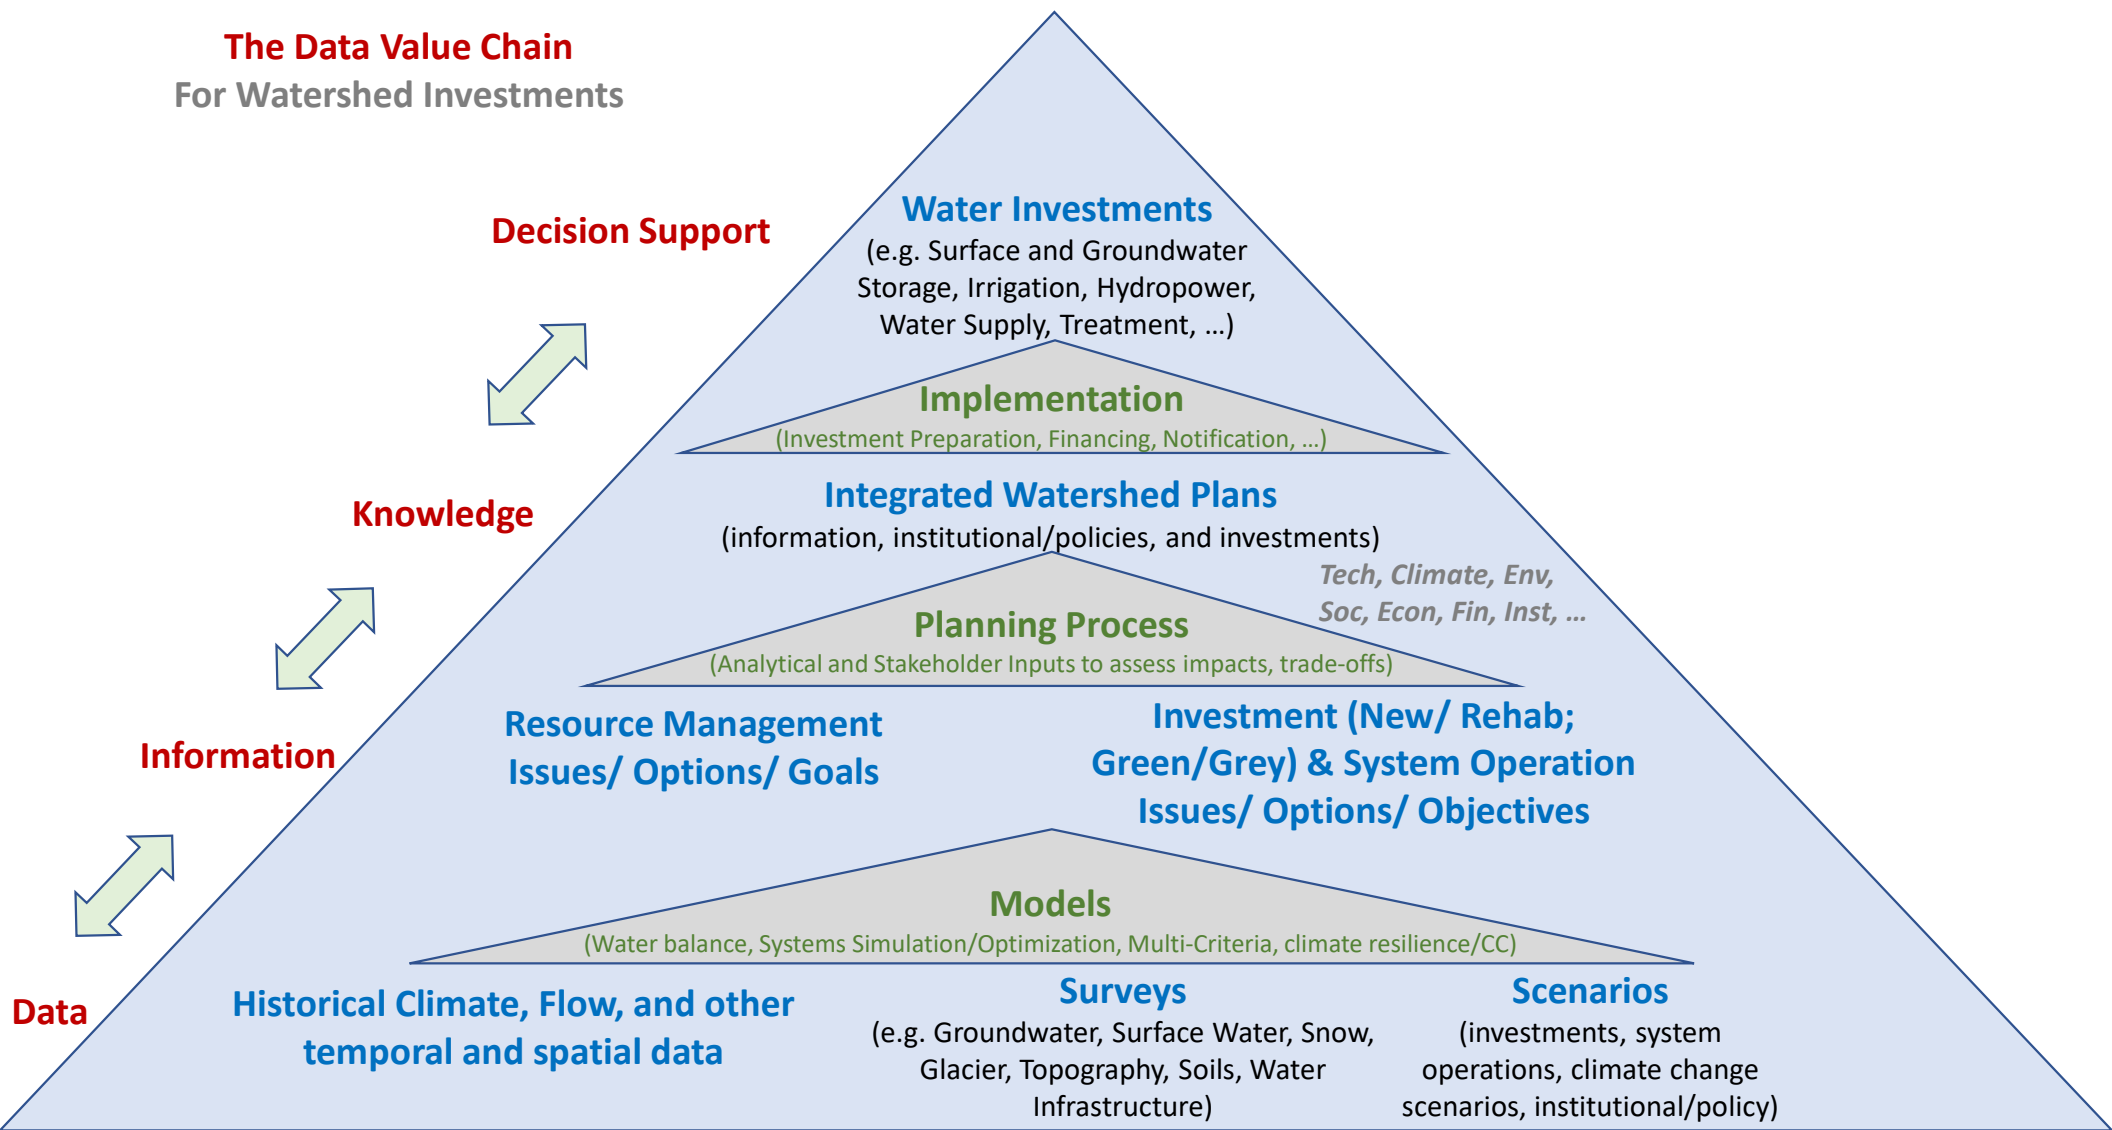 The Data Value Chain
For Watershed Investments
Decision Support
Water Investments
(e.g. Surface and Groundwater
Storage, Irrigation, Hydropower,
Water Supply, Treatment, ...)
Implementation
(Investment Preparation, Financing, Notification, ...)
Knowledge
Integrated Watershed Plans
(information, institutional/policies, and investments)
Tech, Climate, Env,
Soc, Econ, Fin, Inst, ...
Planning Process
(Analytical and Stakeholder Inputs to assess impacts, trade-offs)
Information
Resource Management
Issues/ Options/ Goals
Investment (New/ Rehab;
Green/Grey) & System Operation
Issues/ Options/ Objectives
Models
(Water balance, Systems Simulation/Optimization, Multi-Criteria, climate resilience/CC)
Data
Historical Climate, Flow, and other
temporal and spatial data
Surveys
(e.g. Groundwater, Surface Water, Snow,
Glacier, Topography, Soils, Water
Infrastructure)
Scenarios
(investments, system
operations, climate change
scenarios, institutional/policy)